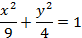 x²/9 + y²/4 = 1